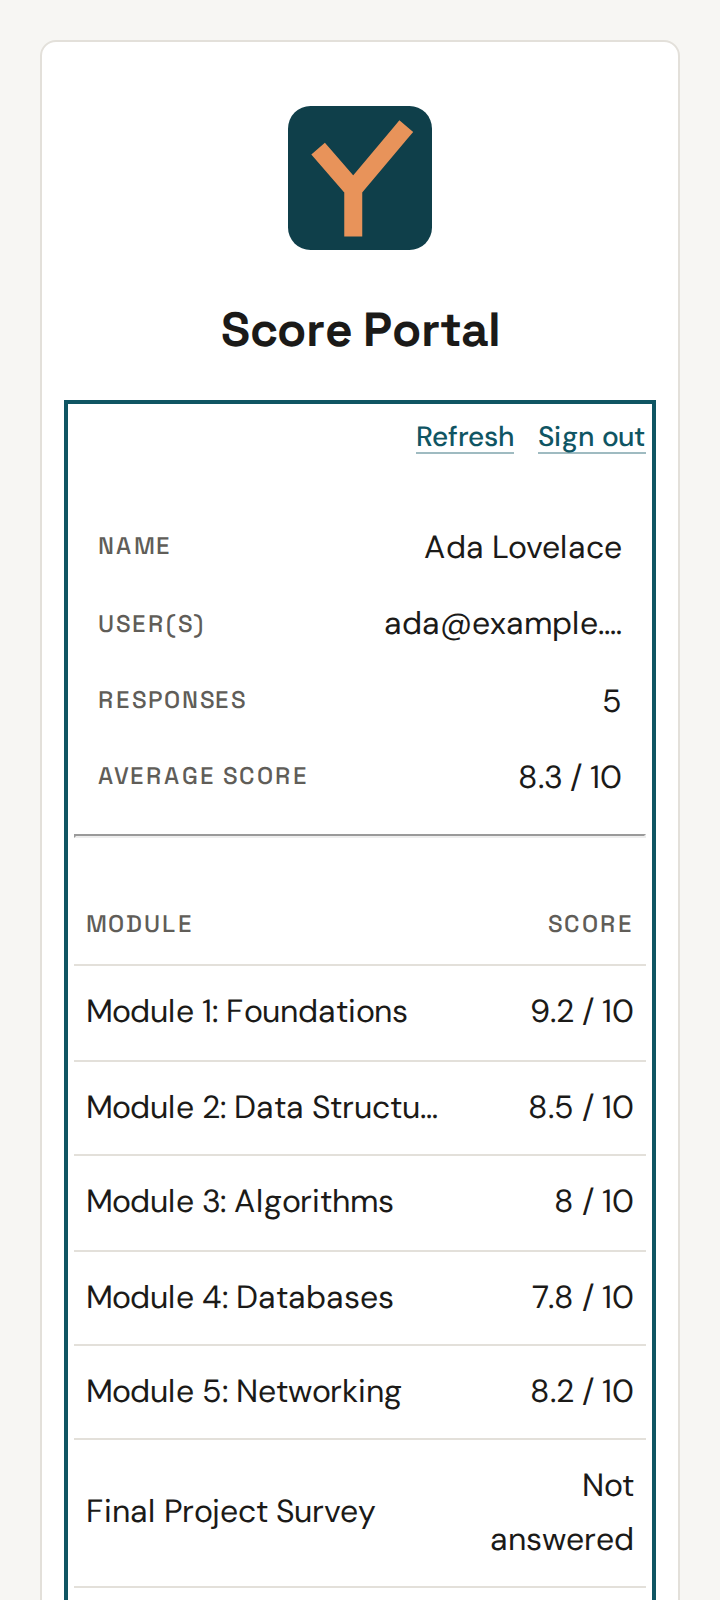 Y
Score Portal
Refresh Sign out
NAME Ada Lovelace
USER(S) ada@example....
RESPONSES 5
AVERAGE SCORE 8.3 / 10
MODULE SCORE
Module 1: Foundations 9.2 / 10
Module 2: Data Structu... 8.5 / 10
Module 3: Algorithms 8 / 10
Module 4: Databases 7.8 / 10
Module 5: Networking 8.2 / 10
Final Project Survey Not answered